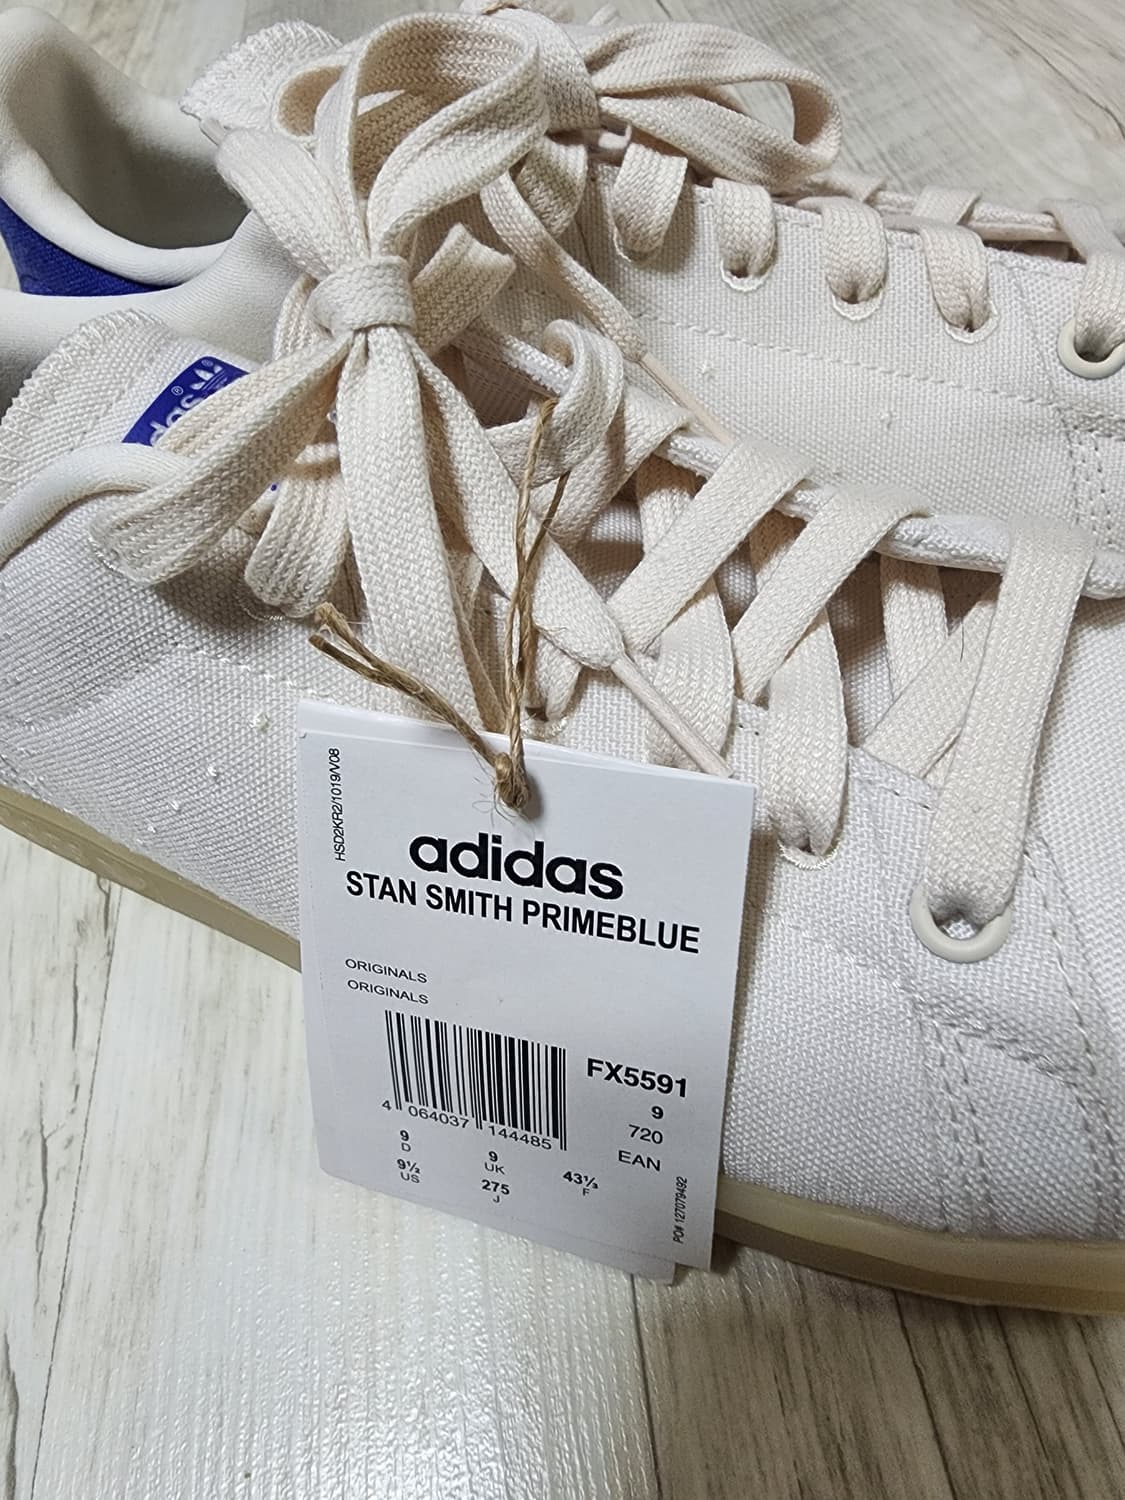 adidas
HSD2KR2/1019/V08
adidas
STAN SMITH PRIMEBLUE
ORIGINALS
ORIGINALS
FX5591
9
720
EAN
4 064037 144485
9
D
9
UK
9½
US
275
J
43⅓
F
PO# 127079492